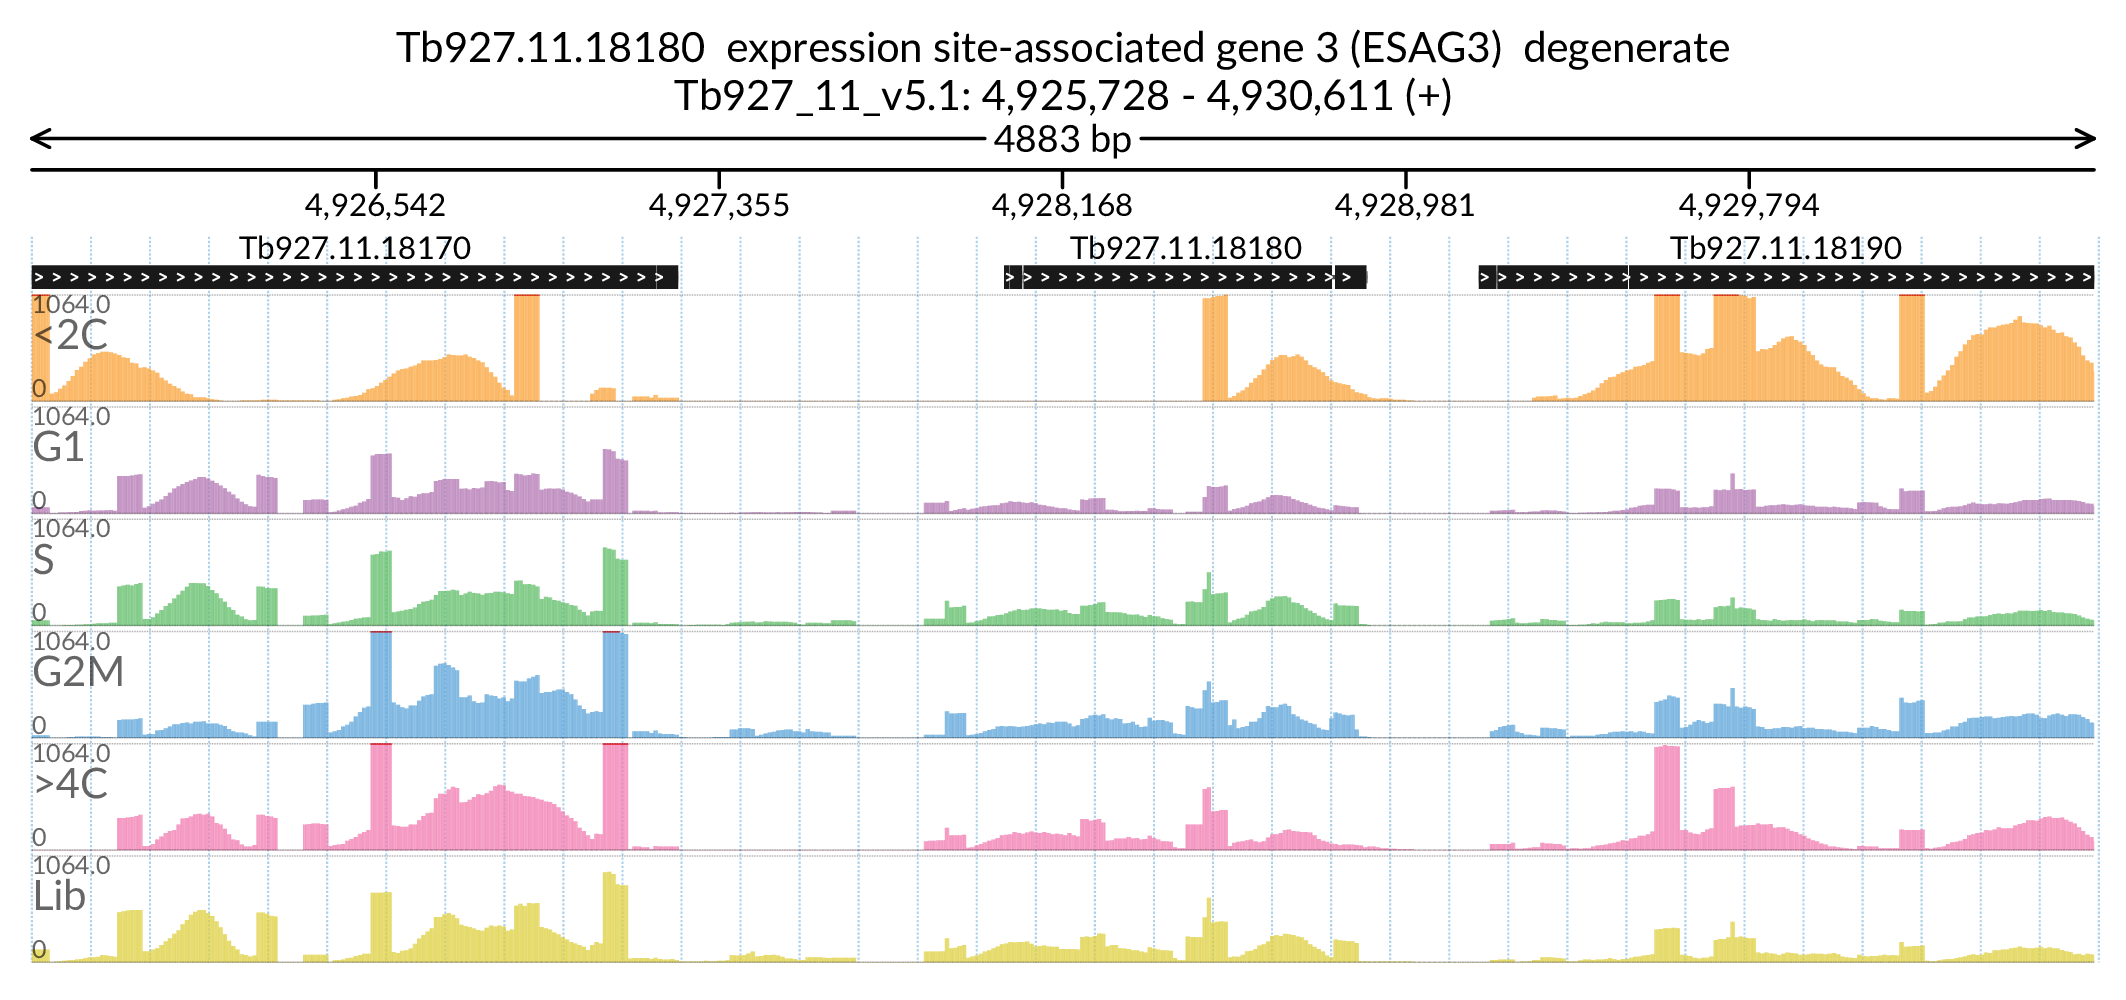 Tb927.11.18180  expression site-associated gene 3 (ESAG3)  degenerate
Tb927_11_v5.1: 4,925,728 - 4,930,611 (+)
4883 bp
4,926,542 4,927,355 4,928,168 4,928,981 4,929,794
Tb927.11.18170 Tb927.11.18180 Tb927.11.18190
1064.0
<2C
0
1064.0
G1
0
1064.0
S
0
1064.0
G2M
0
1064.0
>4C
0
1064.0
Lib
0